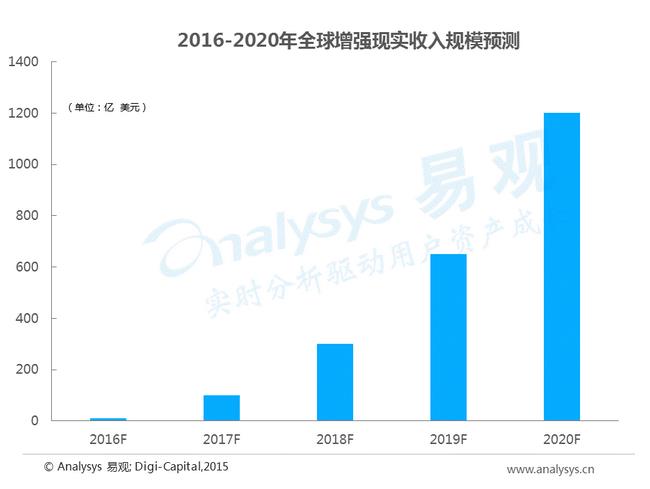 2016-2020年全球增强现实收入规模预测
1400
（单位：亿 美元）
1200
1000
800
600
400
200
0
2016F 2017F 2018F 2019F 2020F
Analysys 易观
实时分析驱动用户资产成
© Analysys 易观; Digi-Capital,2015
www.analysys.cn